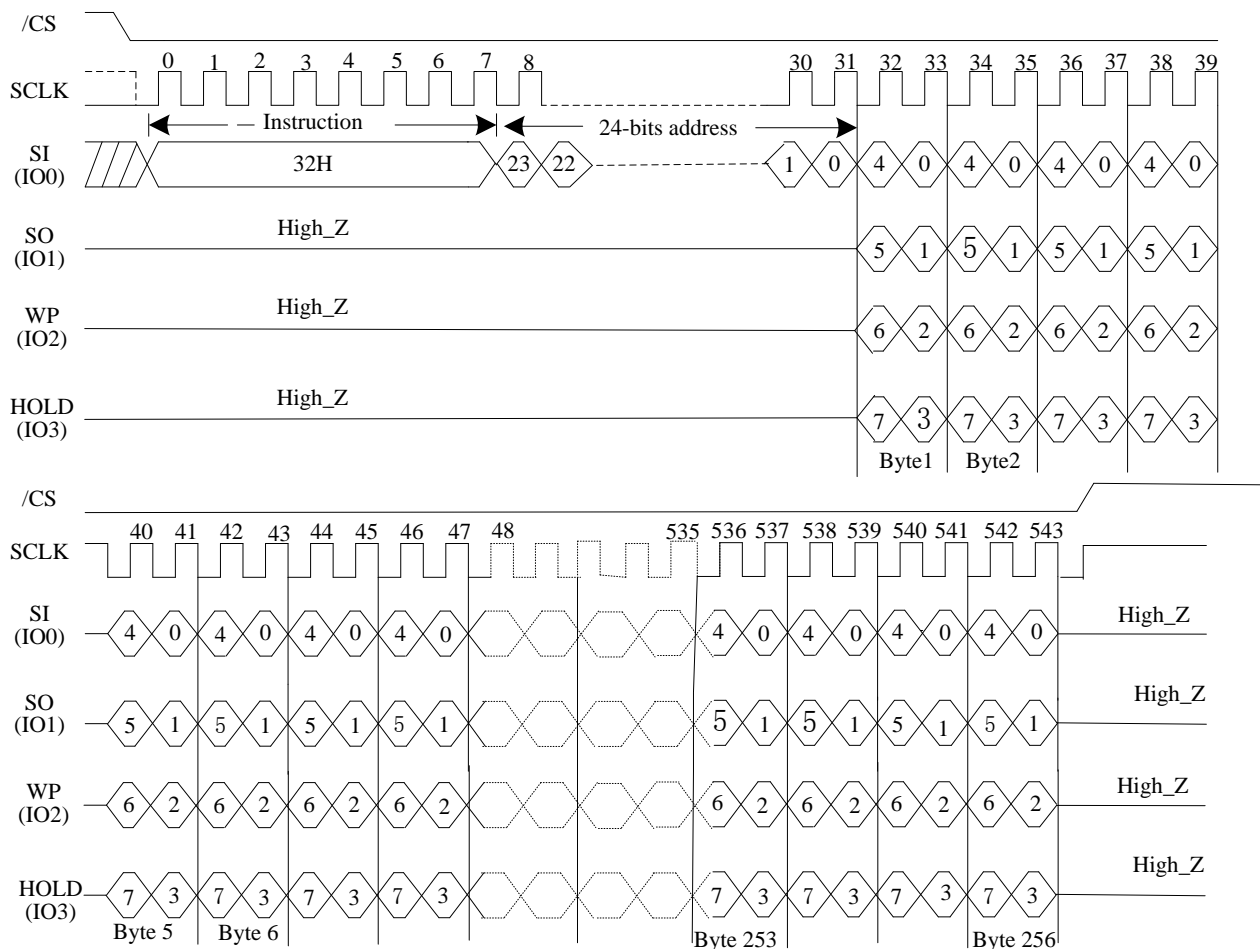 /CS
0 1 2 3 4 5 6 7 8 30 31 32 33 34 35 36 37 38 39
SCLK
Instruction 24-bits address
SI
(IO0)
32H 23 22 1 0 4 0 4 0 4 0 4 0
SO
(IO1)
High_Z 5 1 5 1 5 1 5 1
WP
(IO2)
High_Z 6 2 6 2 6 2 6 2
HOLD
(IO3)
High_Z 7 3 7 3 7 3 7 3
Byte1 Byte2
/CS
40 41 42 43 44 45 46 47 48 535 536 537 538 539 540 541 542 543
SCLK
SI
(IO0)
4 0 4 0 4 0 4 0 4 0 4 0 4 0 4 0 High_Z
SO
(IO1)
5 1 5 1 5 1 5 1 5 1 5 1 5 1 5 1 High_Z
WP
(IO2)
6 2 6 2 6 2 6 2 6 2 6 2 6 2 6 2 High_Z
HOLD
(IO3)
7 3 7 3 7 3 7 3 7 3 7 3 7 3 7 3 High_Z
Byte 5 Byte 6 Byte 253 Byte 256